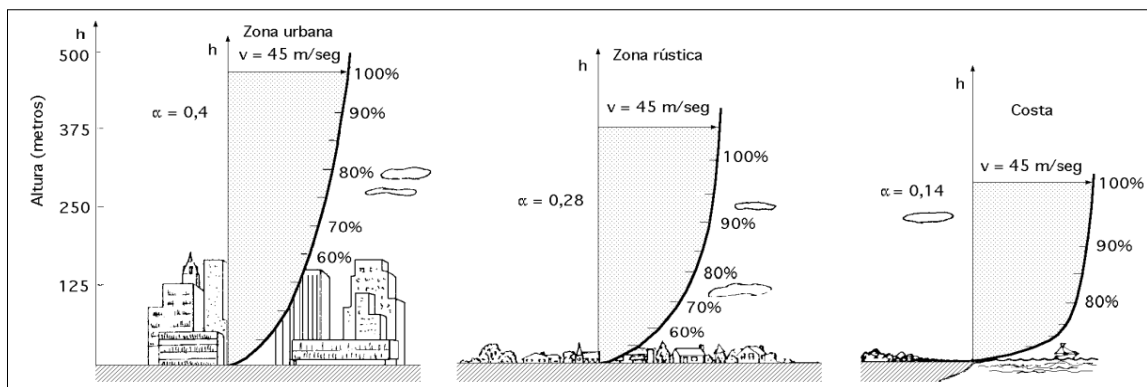 Altura (metros)
h
500
375
250
125
h
Zona urbana
v = 45 m/seg
α = 0,4
100%
90%
80%
70%
60%
h
Zona rústica
v = 45 m/seg
α = 0,28
100%
90%
80%
70%
60%
h
Costa
v = 45 m/seg
α = 0,14
100%
90%
80%